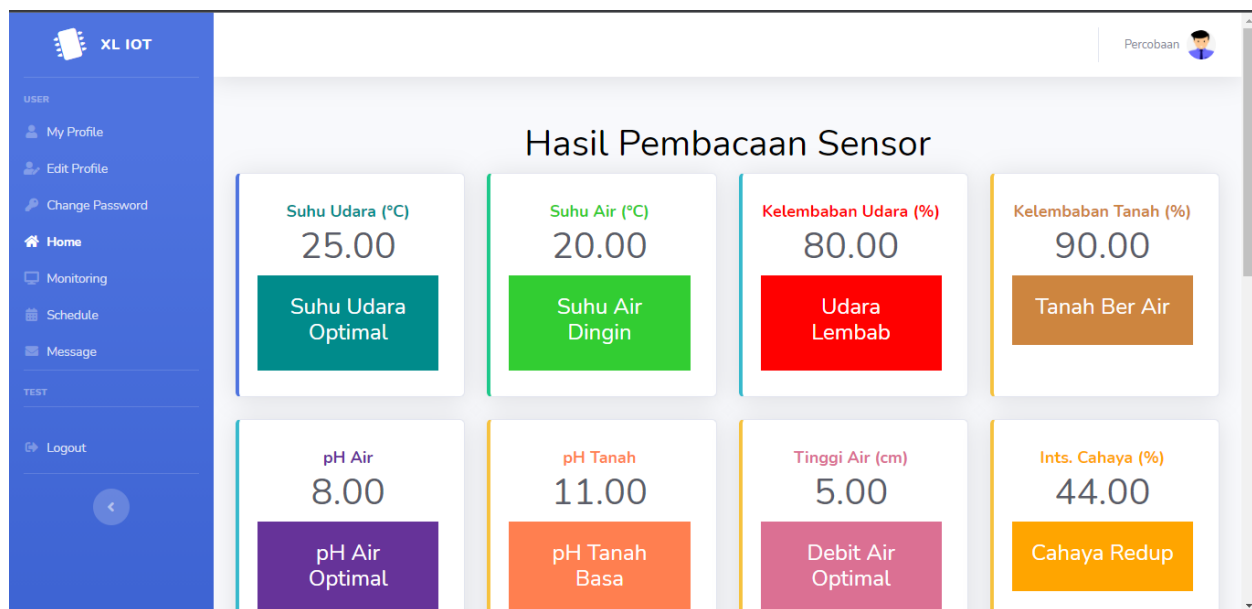 XL IOT
Percobaan
USER
My Profile
Edit Profile
Change Password
Home
Monitoring
Schedule
Message
TEST
Logout
Hasil Pembacaan Sensor
Suhu Udara (°C)
25.00
Suhu Udara
Optimal
Suhu Air (°C)
20.00
Suhu Air
Dingin
Kelembaban Udara (%)
80.00
Udara
Lembab
Kelembaban Tanah (%)
90.00
Tanah Ber Air
pH Air
8.00
pH Air
Optimal
pH Tanah
11.00
pH Tanah
Basa
Tinggi Air (cm)
5.00
Debit Air
Optimal
Ints. Cahaya (%)
44.00
Cahaya Redup